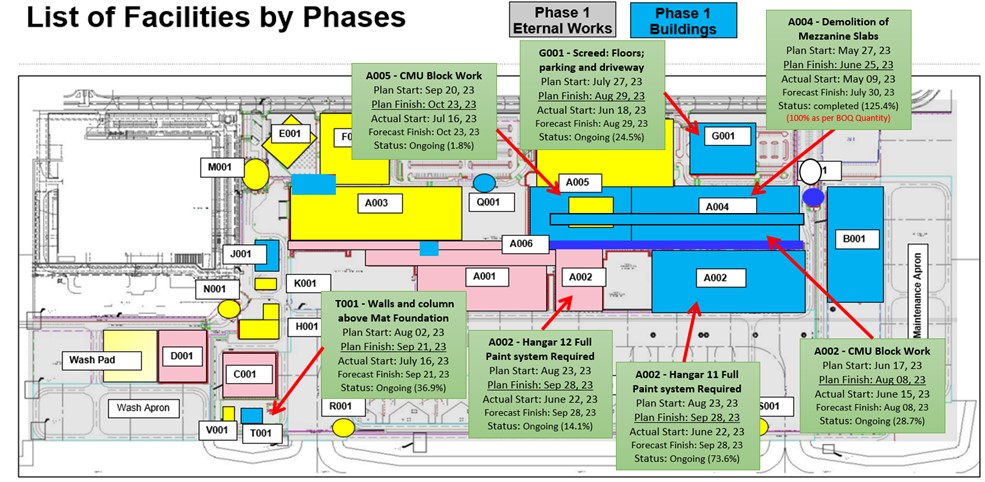 List of Facilities by Phases
Phase 1
Eternal Works
Phase 1
Buildings
A004 - Demolition of
Mezzanine Slabs
Plan Start: May 27, 23
Plan Finish: June 25, 23
Actual Start: May 09, 23
Forecast Finish: July 30, 23
Status: completed (125.4%)
(100% as per BOQ Quantity)
G001 - Screed: Floors;
parking and driveway
Plan Start: July 27, 23
Plan Finish: Aug 29, 23
Actual Start: Jun 18, 23
Forecast Finish: Aug 29, 23
Status: Ongoing (24.5%)
A005 - CMU Block Work
Plan Start: Sep 20, 23
Plan Finish: Oct 23, 23
Actual Start: Jul 16, 23
Forecast Finish: Oct 23, 23
Status: Ongoing (1.8%)
E001
G001
M001
A005
A003
Q001
A004
B001
A006
J001
A001
A002
A002
K001
N001
H001
Maintenance Apron
T001 - Walls and column
above Mat Foundation
Plan Start: Aug 02, 23
Plan Finish: Sep 21, 23
Actual Start: July 16, 23
Forecast Finish: Sep 21, 23
Status: Ongoing (36.9%)
A002 - Hangar 12 Full
Paint system Required
Plan Start: Aug 23, 23
Plan Finish: Sep 28, 23
Actual Start: June 22, 23
Forecast Finish: Sep 28, 23
Status: Ongoing (14.1%)
A002 - Hangar 11 Full
Paint system Required
Plan Start: Aug 23, 23
Plan Finish: Sep 28, 23
Actual Start: June 22, 23
Forecast Finish: Sep 28, 23
Status: Ongoing (73.6%)
A002 - CMU Block Work
Plan Start: Jun 17, 23
Plan Finish: Aug 08, 23
Actual Start: June 15, 23
Forecast Finish: Aug 08, 23
Status: Ongoing (28.7%)
Wash Pad
D001
C001
Wash Apron
R001
S001
V001
T001